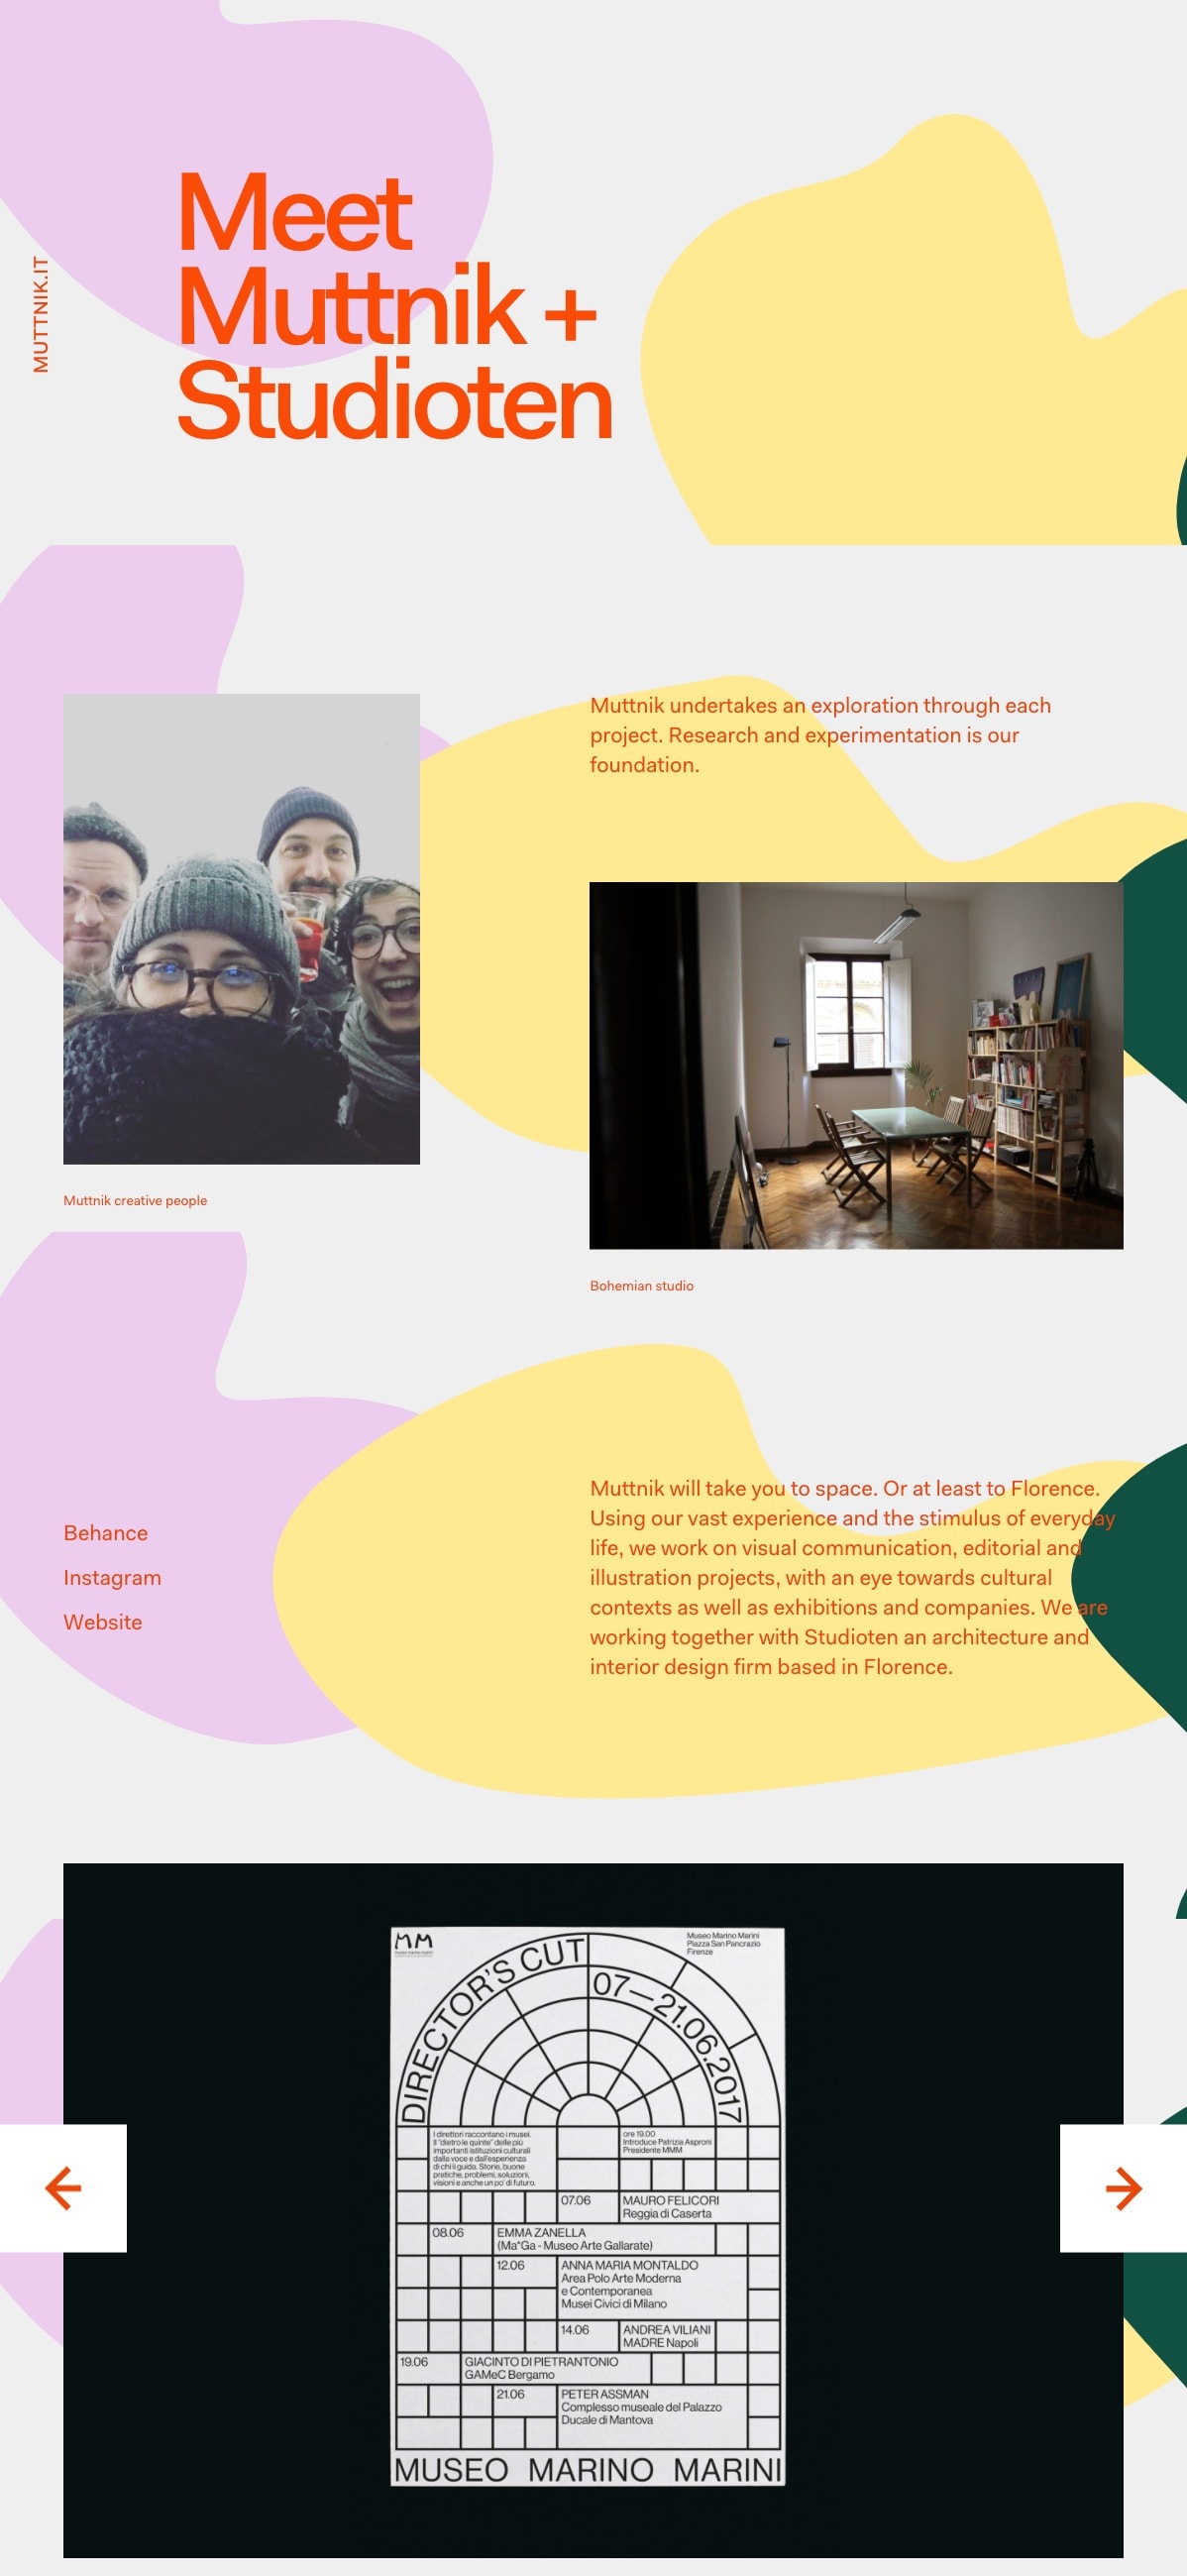 Meet
Muttnik +
Studioten
MUTTNIK.IT
Muttnik undertakes an exploration through each
project. Research and experimentation is our
foundation.
Muttnik creative people
Bohemian studio
Behance
Instagram
Website
Muttnik will take you to space. Or at least to Florence.
Using our vast experience and the stimulus of everyday
life, we work on visual communication, editorial and
illustration projects, with an eye towards cultural
contexts as well as exhibitions and companies. We are
working together with Studioten an architecture and
interior design firm based in Florence.
MM
Museo Marino Marini
Piazza San Pancrazio
Firenze
DIRECTOR'S CUT
07—21.06.2017
I direttori raccontano i musei.
Il "dietro le quinte" delle più
importanti istituzioni culturali
dalla voce e dall'esperienza
di chi li guida. Storie, buone
pratiche, problemi, soluzioni,
visioni e anche un po' di futuro.
ore 19.00
Introduce Patrizia Asproni
Presidente MMM
07.06
MAURO FELICORI
Reggia di Caserta
08.06
EMMA ZANELLA
(Ma*Ga - Museo Arte Gallarate)
12.06
ANNA MARIA MONTALDO
Area Polo Arte Moderna
e Contemporanea
Musei Civici di Milano
14.06
ANDREA VILIANI
MADRE Napoli
19.06
GIACINTO DI PIETRANTONIO
GAMeC Bergamo
21.06
PETER ASSMAN
Complesso museale del Palazzo
Ducale di Mantova
MUSEO MARINO MARINI